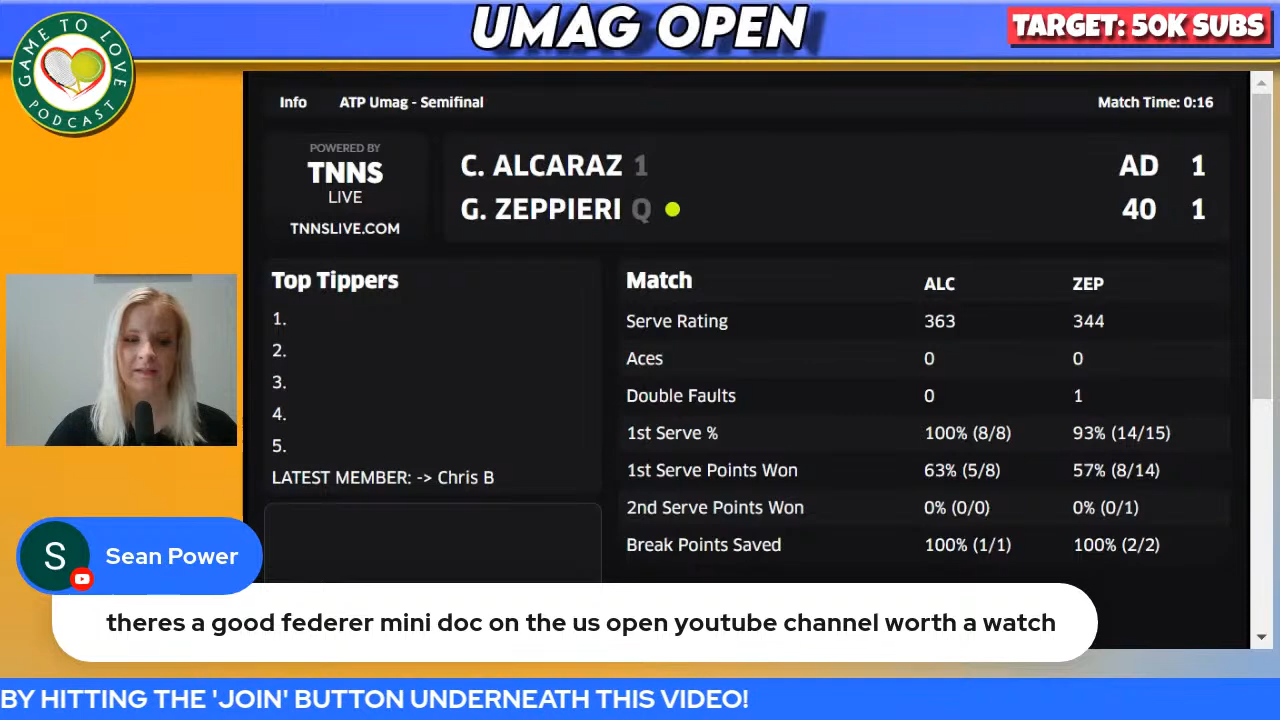 UMAG OPEN
TARGET: 50K SUBS
GAME TO LOVE
PODCAST
Info
ATP Umag - Semifinal
Match Time: 0:16
POWERED BY
TNNS
LIVE
TNNSLIVE.COM
C. ALCARAZ 1 AD 1
G. ZEPPIERI Q 40 1
Top Tippers
1.
2.
3.
4.
5.
LATEST MEMBER: -> Chris B
Match ALC ZEP
Serve Rating 363 344
Aces 0 0
Double Faults 0 1
1st Serve % 100% (8/8) 93% (14/15)
1st Serve Points Won 63% (5/8) 57% (8/14)
2nd Serve Points Won 0% (0/0) 0% (0/1)
Break Points Saved 100% (1/1) 100% (2/2)
S
Sean Power
theres a good federer mini doc on the us open youtube channel worth a watch
BY HITTING THE 'JOIN' BUTTON UNDERNEATH THIS VIDEO!